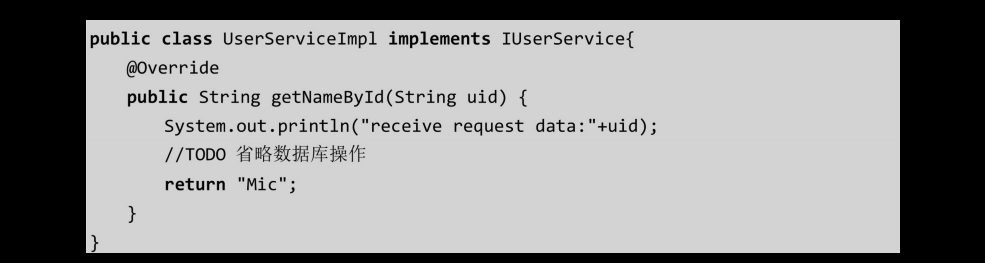 public class UserServiceImpl implements IUserService{
@Override
public String getNameById(String uid) {
System.out.println("receive request data:"+uid);
//TODO 省略数据库操作
return "Mic";
}
}